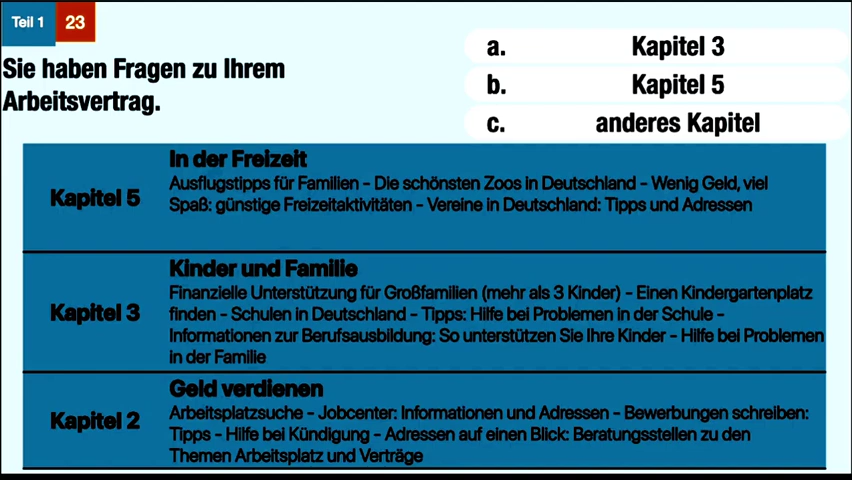 Teil 1 23
Sie haben Fragen zu Ihrem
Arbeitsvertrag.
a. Kapitel 3
b. Kapitel 5
c. anderes Kapitel
Kapitel 5
In der Freizeit
Ausflugstipps für Familien – Die schönsten Zoos in Deutschland – Wenig Geld, viel
Spaß: günstige Freizeitaktivitäten – Vereine in Deutschland: Tipps und Adressen
Kapitel 3
Kinder und Familie
Finanzielle Unterstützung für Großfamilien (mehr als 3 Kinder) – Einen Kindergartenplatz
finden – Schulen in Deutschland – Tipps: Hilfe bei Problemen in der Schule –
Informationen zur Berufsausbildung: So unterstützen Sie Ihre Kinder – Hilfe bei Problemen
in der Familie
Kapitel 2
Geld verdienen
Arbeitsplatzsuche – Jobcenter: Informationen und Adressen – Bewerbungen schreiben:
Tipps – Hilfe bei Kündigung – Adressen auf einen Blick: Beratungsstellen zu den
Themen Arbeitsplatz und Verträge